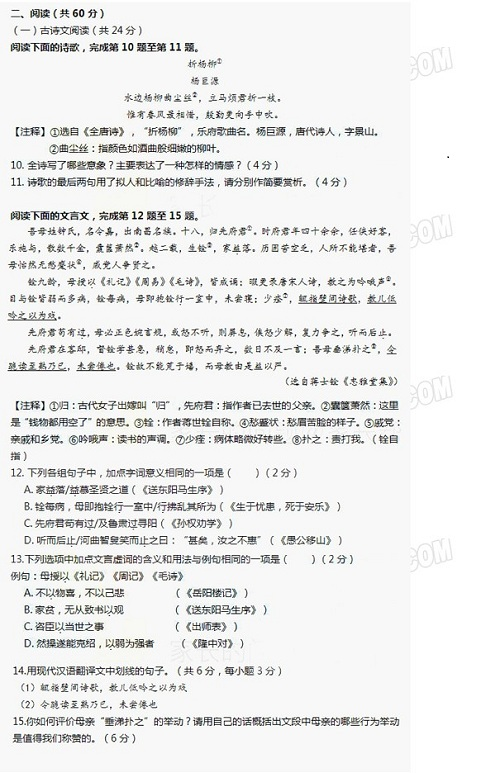 二、阅读（共 60 分）
（一）古诗文阅读（共 24 分）
阅读下面的诗歌，完成第 10 题至第 11 题。
折杨柳①
杨巨源
水边杨柳曲尘丝②，立马烦君折一枝。
惟有春风最相惜，殷勤更向手中吹。
【注释】①选自《全唐诗》，“折杨柳”，乐府歌曲名。杨巨源，唐代诗人，字景山。
②曲尘丝：指颜色如酒曲般细嫩的柳叶。
10. 全诗写了哪些意象？主要表达了一种怎样的情感？（4 分）
11. 诗歌的最后两句用了拟人和比喻的修辞手法，请分别作简要赏析。（4 分）
阅读下面的文言文，完成第 12 题至 15 题。
吾母姓钟氏，名令嘉，出南昌名族。十八，归先府君①。时府君年四十余，任侠好客，
乐施与，散数千金，囊箧萧然②。越二载，生铨③，家益落。历困苦空乏，人所不能堪者，吾
母怡然无愁蹙状④，戚党人争贤之。
铨九龄，母授以《礼记》《周易》《毛诗》，皆成诵；暇更录唐宋人诗，教之为吟哦声⑥。
日与铨皆弱而多病，铨每病，母即抱铨行一室中，未尝寝；少痊⑦，辄指壁间诗歌，教儿低
吟之以为戏。
先府君苟有过，母必正色婉言规，或怒不听，则屏息，俟怒少解，复力争之，听而后止。
先府君在客邸，督铨学甚急，稍怠，即怒而弃之，数日不及一言；吾母垂涕扑之⑧，令
跪读至熟乃已，未尝倦也。铨故不能荒于嬉，而母教由是益以严。
（选自蒋士铨《忠雅堂集》）
【注释】①归：古代女子出嫁叫“归”，先府君：指作者已去世的父亲。②囊箧萧然：这里
是“钱物都用空了”的意思。③铨：作者蒋世铨自称。④愁蹙状：愁眉苦脸的样子。⑤戚党：
亲戚和乡党。⑥吟哦声：读书的声调。⑦少痊：病体略微好转些。⑧扑之：责打我。（铨自
指）
12. 下列各组句子中，加点字词意义相同的一项是（　　）（2 分）
A. 家益落/益慕圣贤之道（《送东阳马生序》）
B. 铨每病，母即抱铨行一室中/行拂乱其所为（《生于忧患，死于安乐》）
C. 先府君苟有过/及鲁肃过寻阳（《孙权劝学》）
D. 听而后止/河曲智叟笑而止之曰：“甚矣，汝之不惠”（《愚公移山》）
13.下列选项中加点文言虚词的含义和用法与例句相同的一项是（　　）（2 分）
例句：母授以《礼记》《周记》《毛诗》
A. 不以物喜，不以己悲 （《岳阳楼记》）
B. 家贫，无从致书以观 （《送东阳马生序》）
C. 咨臣以当世之事 （《出师表》）
D. 然操遂能克绍，以弱为强者 （《隆中对》）
14.用现代汉语翻译文中划线的句子。（共 6 分，每小题 3 分）
（1）辄指壁间诗歌，教儿低吟之以为戏
（2）令跪读至熟乃已，未尝倦也
15.你如何评价母亲“垂涕扑之”的举动？请用自己的话概括出文段中母亲的哪些行为举动
是值得我们称赞的。（6 分）